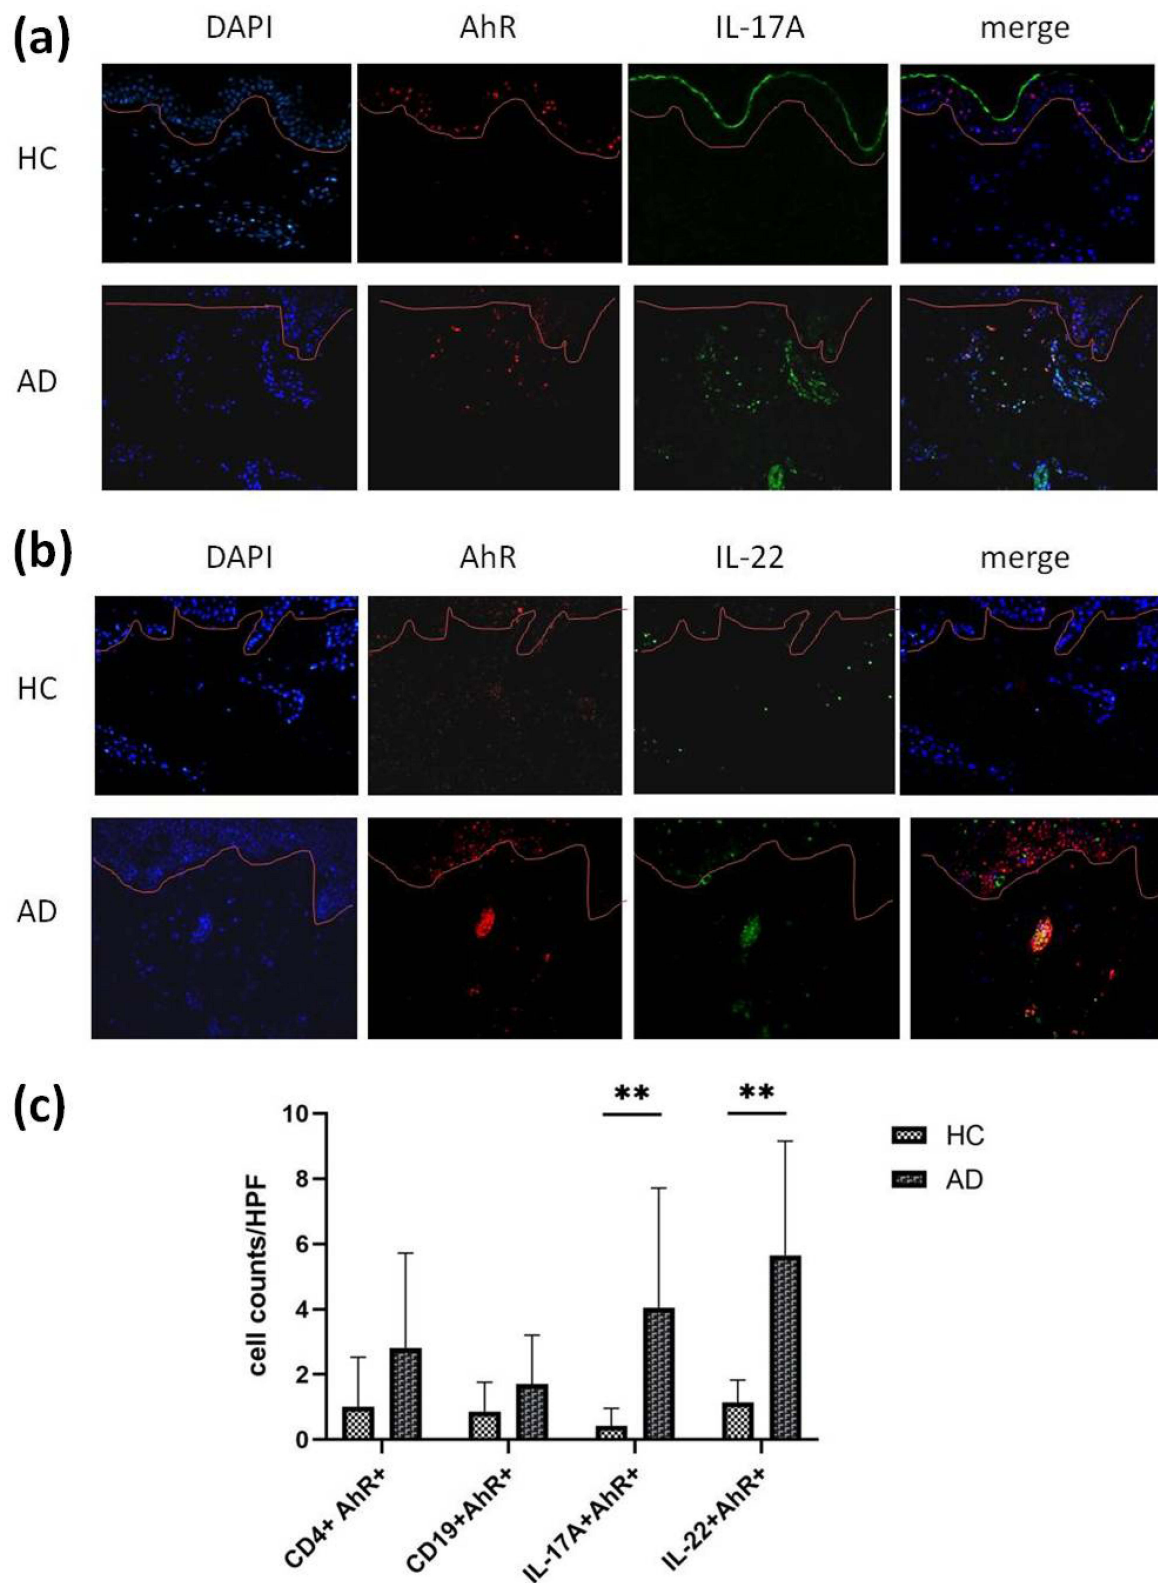 (a) DAPI AhR IL-17A merge
HC
AD
(b) DAPI AhR IL-22 merge
HC
AD
(c)
** **
10
8
6
4
2
0
cell counts/HPF
HC
AD
CD4+ AhR+
CD19+AhR+
IL-17A+AhR+
IL-22+AhR+